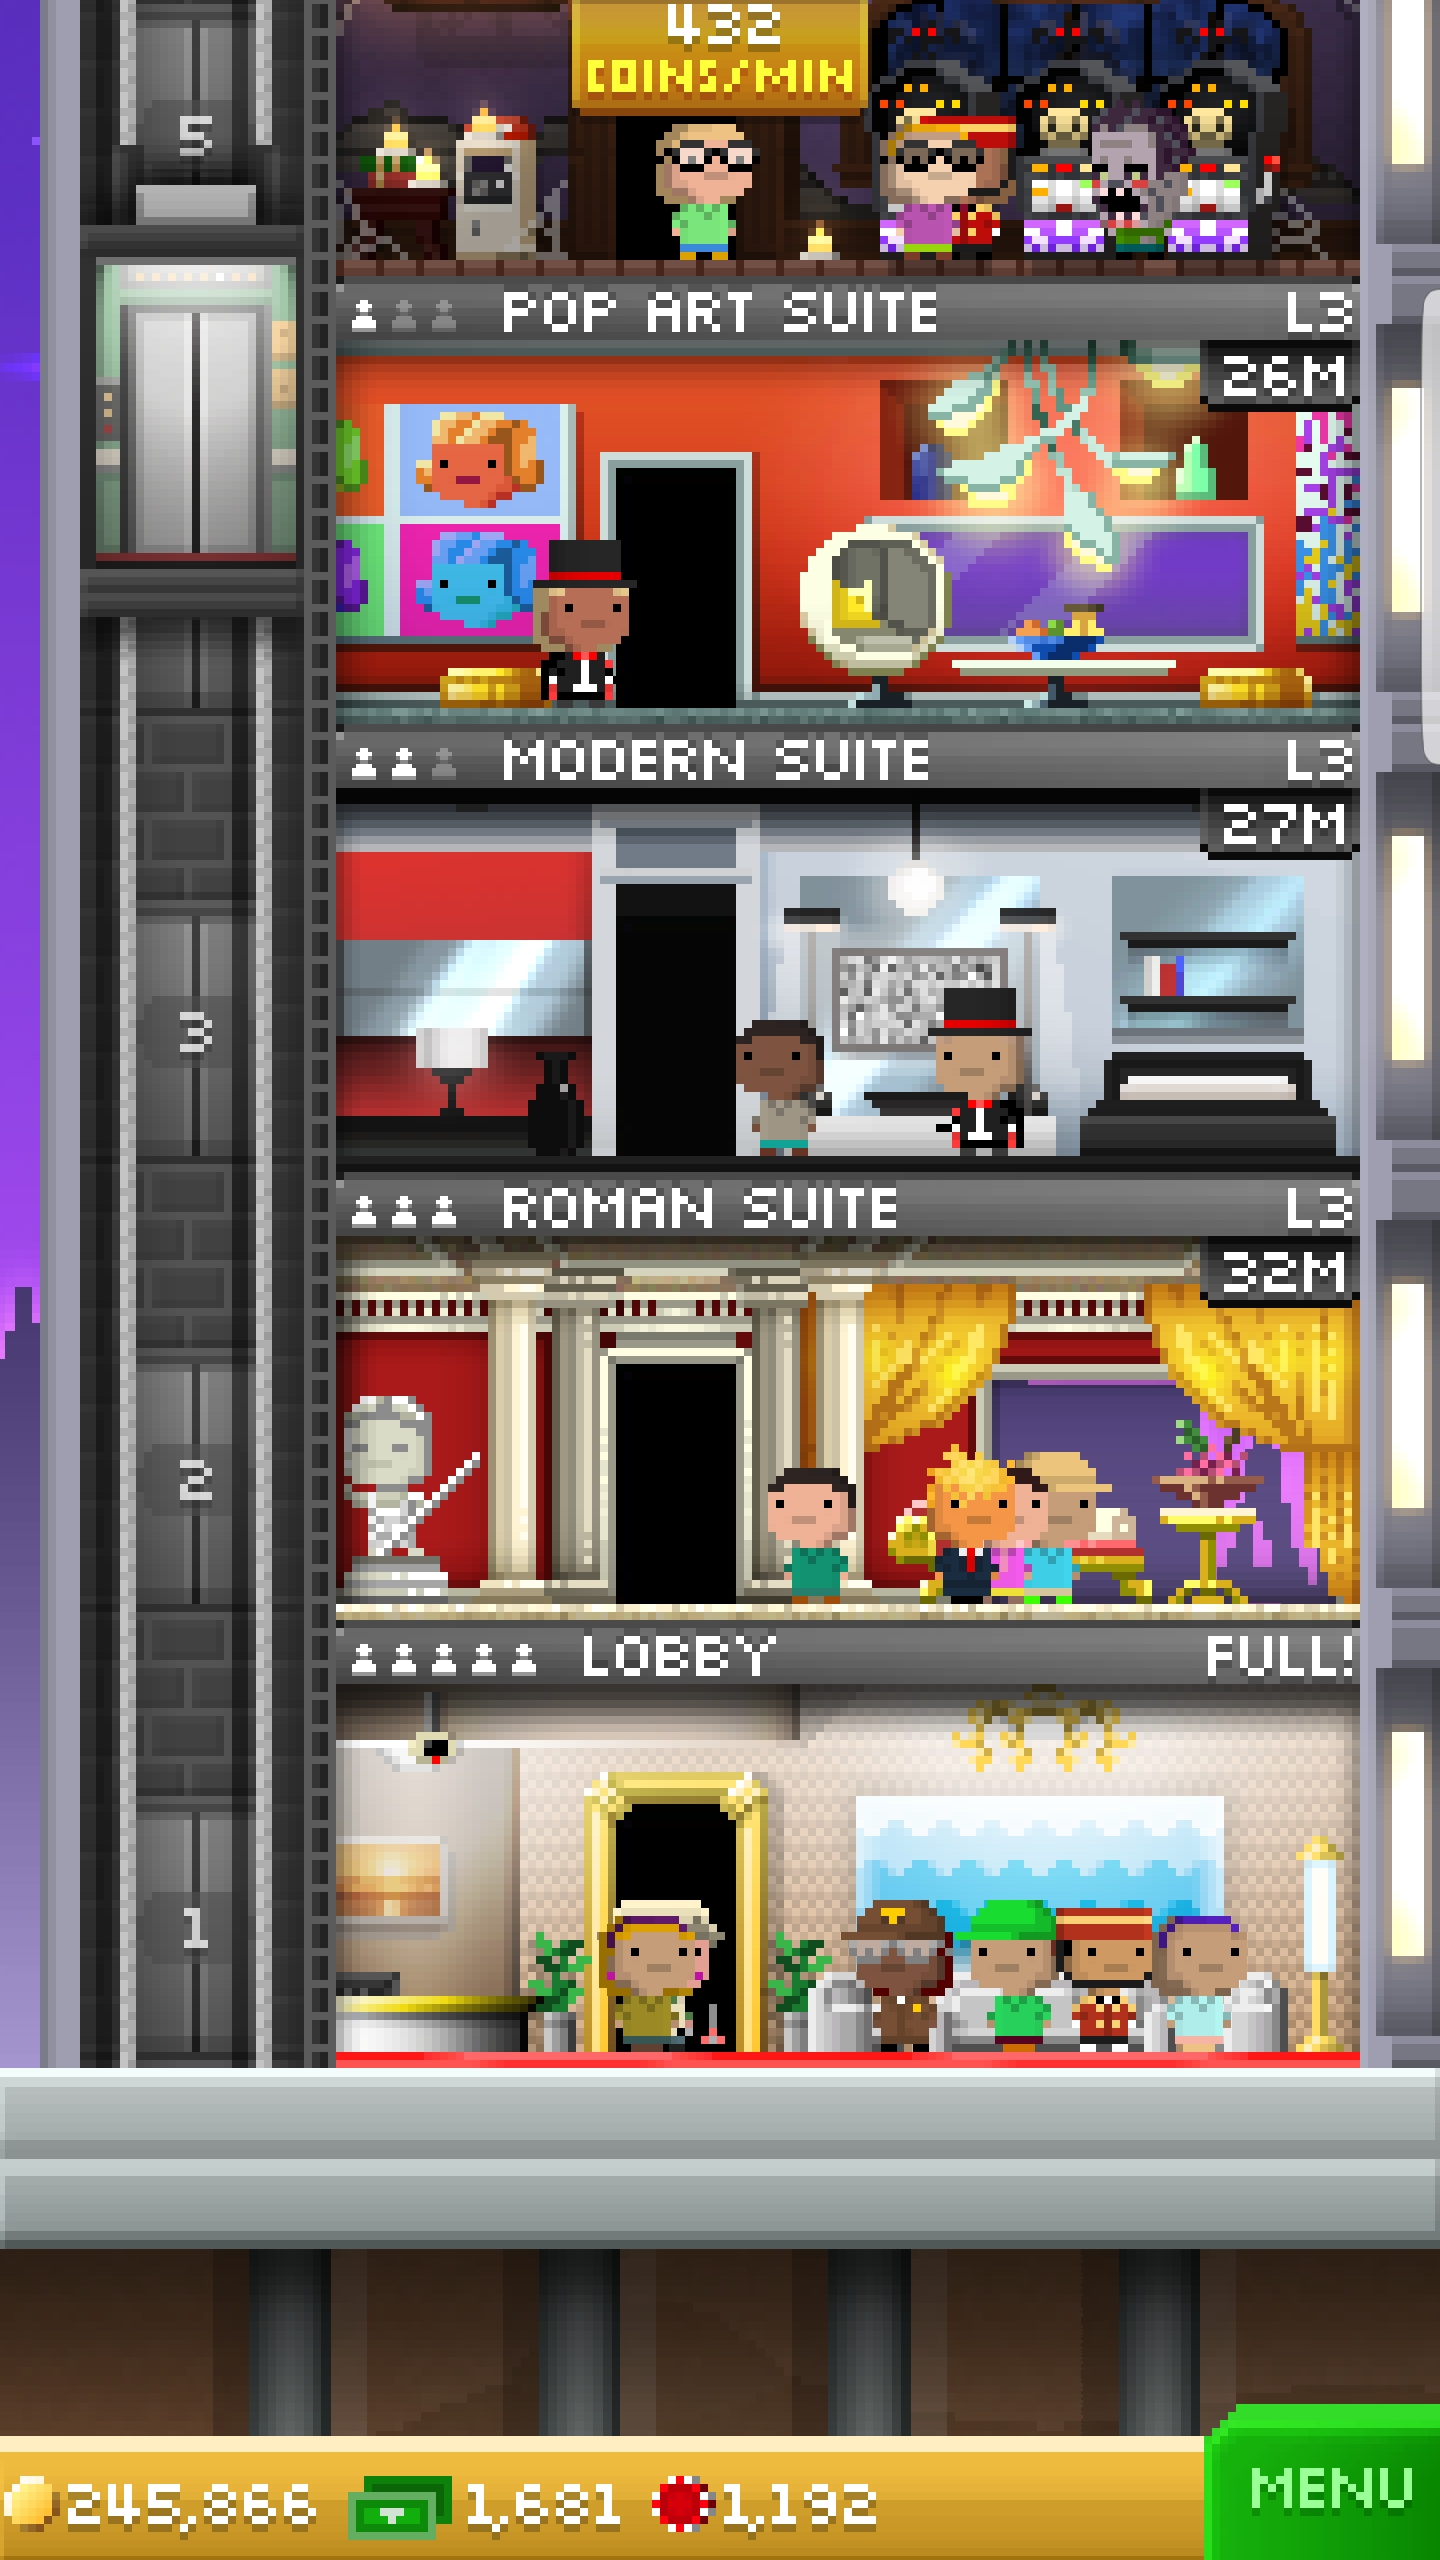 432
COINS/MIN
5
POP ART SUITE L3
26M
MODERN SUITE L3
27M
3
ROMAN SUITE L3
32M
2
LOBBY FULL!
1
245,866 1,681 1,192
MENU